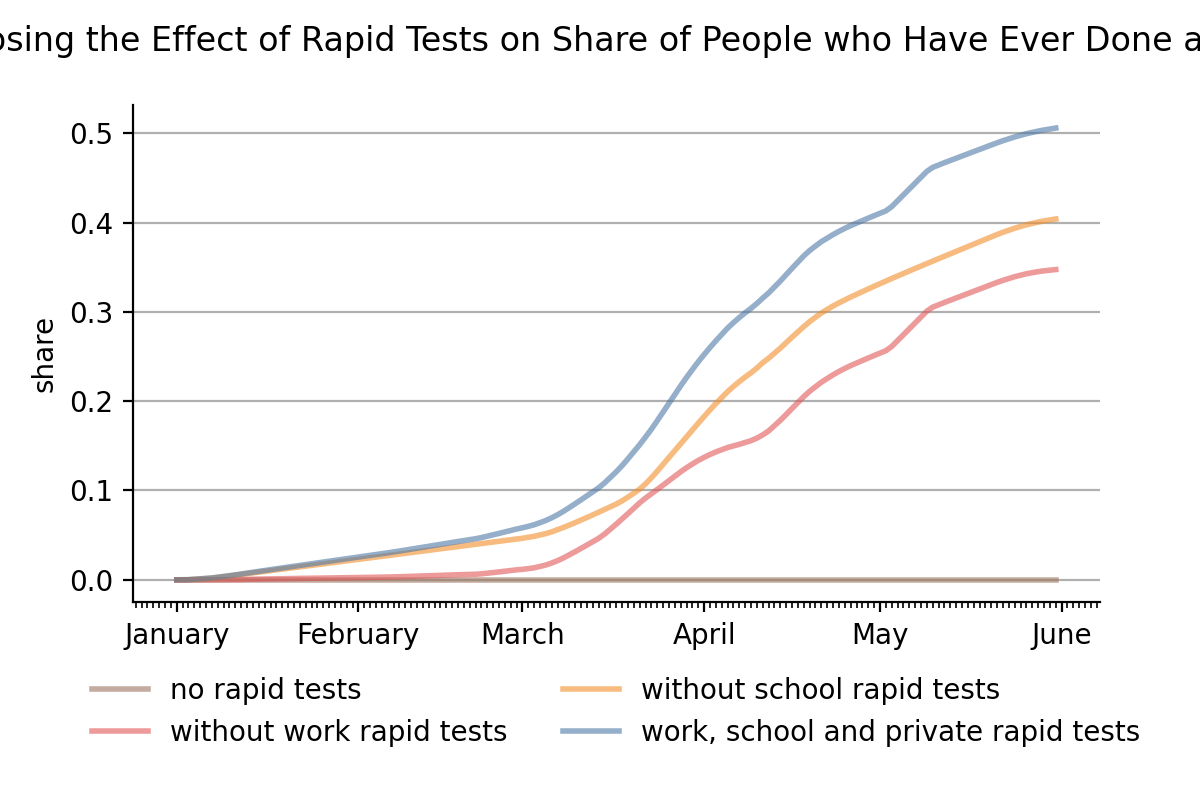 osing the Effect of Rapid Tests on Share of People who Have Ever Done a
0.5
0.4
0.3
0.2
0.1
0.0
share
January February March April May June
no rapid tests without school rapid tests
without work rapid tests work, school and private rapid tests